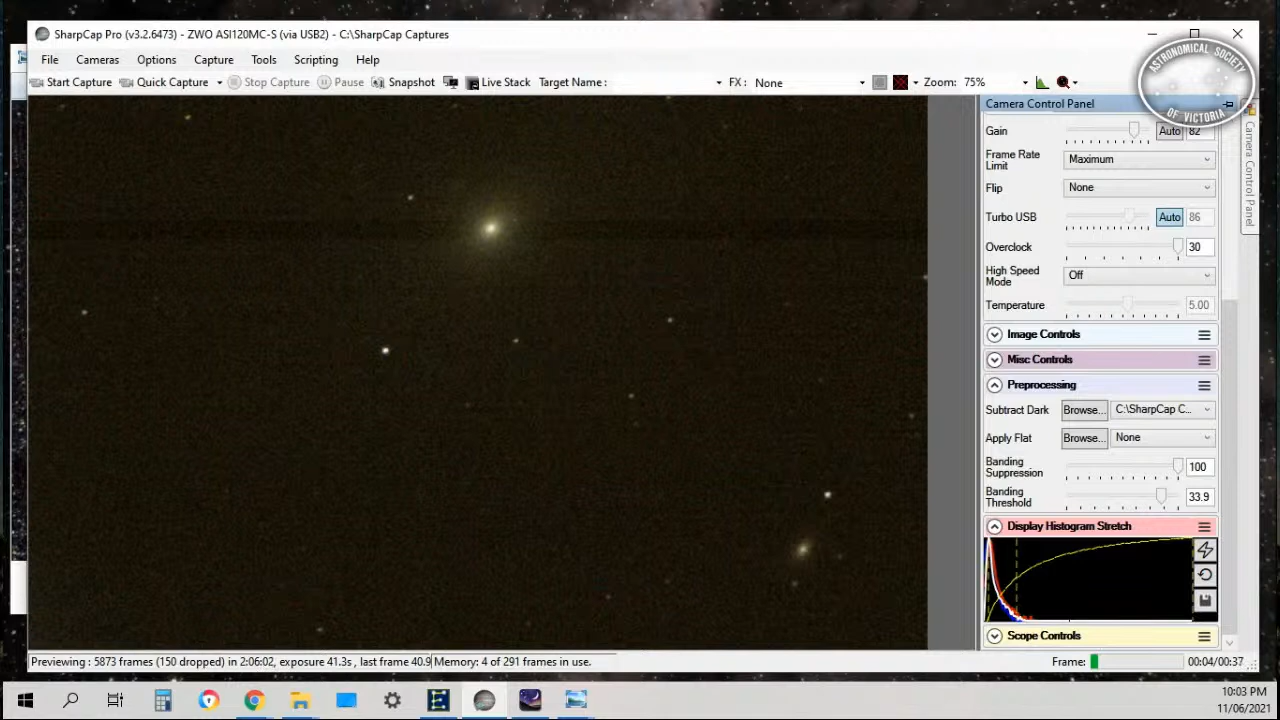 SharpCap Pro (v3.2.6473) - ZWO ASI120MC-S (via USB2) - C:\SharpCap Captures
File Cameras Options Capture Tools Scripting Help
Start Capture Quick Capture Stop Capture Pause Snapshot Live Stack Target Name : FX : None Zoom: 75%
ASTRONOMICAL SOCIETY
OF VICTORIA
Camera Control Panel
Camera Control Panel
Gain Auto 82
Frame Rate
Limit Maximum
Flip None
Turbo USB Auto 86
Overclock 30
High Speed
Mode Off
Temperature 5.00
Image Controls
Misc Controls
Preprocessing
Subtract Dark Browse... C:\SharpCap C...
Apply Flat Browse... None
Banding
Suppression 100
Banding
Threshold 33.9
Display Histogram Stretch
Scope Controls
Previewing : 5873 frames (150 dropped) in 2:06:02, exposure 41.3s , last frame 40.9 Memory: 4 of 291 frames in use. Frame: 00:04/00:37
10:03 PM
11/06/2021